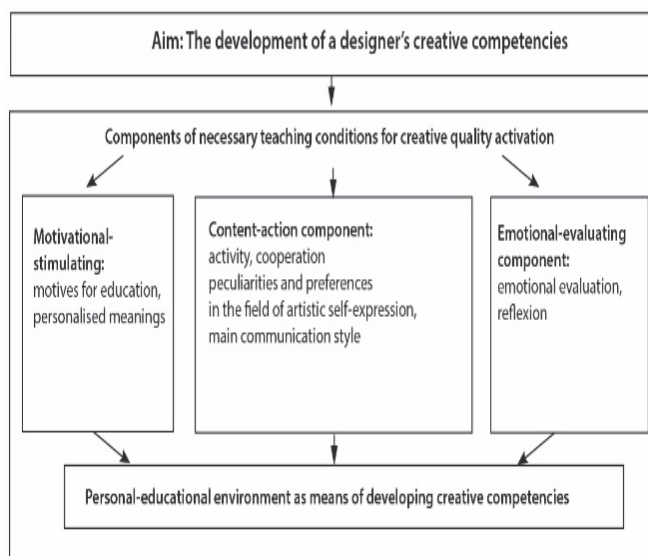 Aim: The development of a designer's creative competencies
Components of necessary teaching conditions for creative quality activation
Motivational-
stimulating:
motives for education,
personalised meanings
Content-action component:
activity, cooperation
peculiarities and preferences
in the field of artistic self-expression,
main communication style
Emotional-evaluating
component:
emotional evaluation,
reflexion
Personal-educational environment as means of developing creative competencies